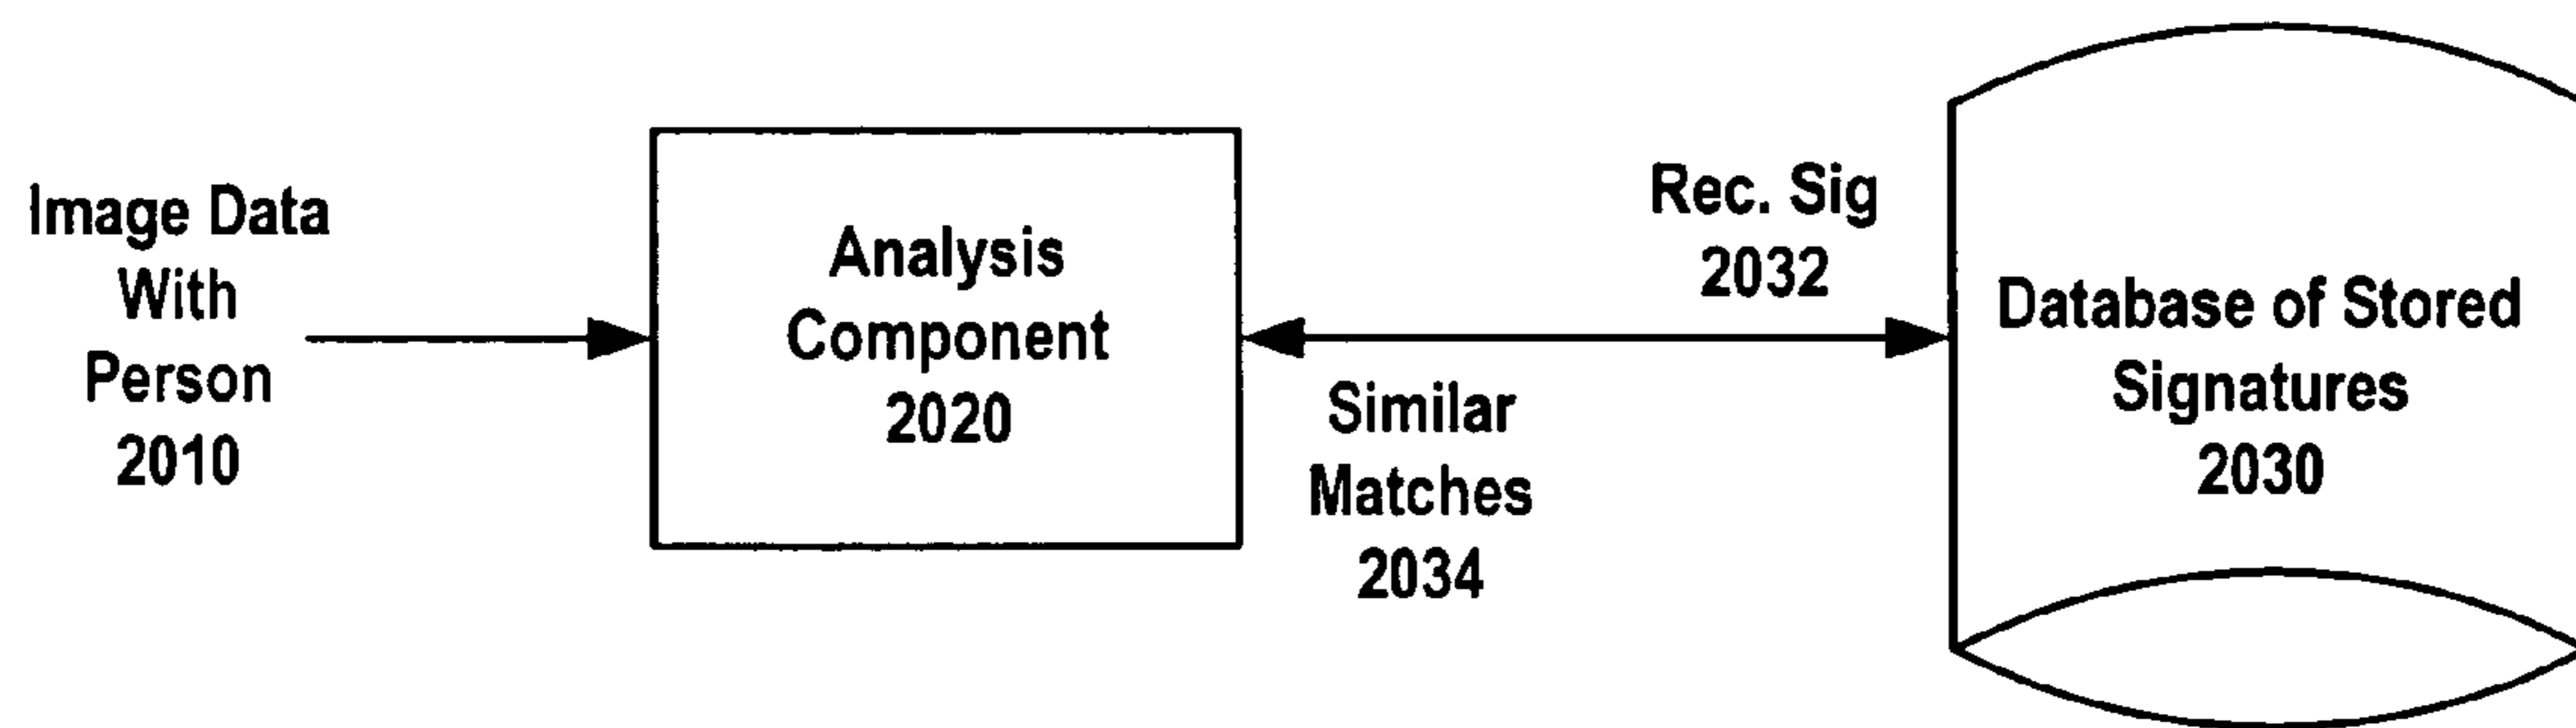 Image Data
With
Person
2010
Analysis
Component
2020
Rec. Sig
2032
Similar
Matches
2034
Database of Stored
Signatures
2030